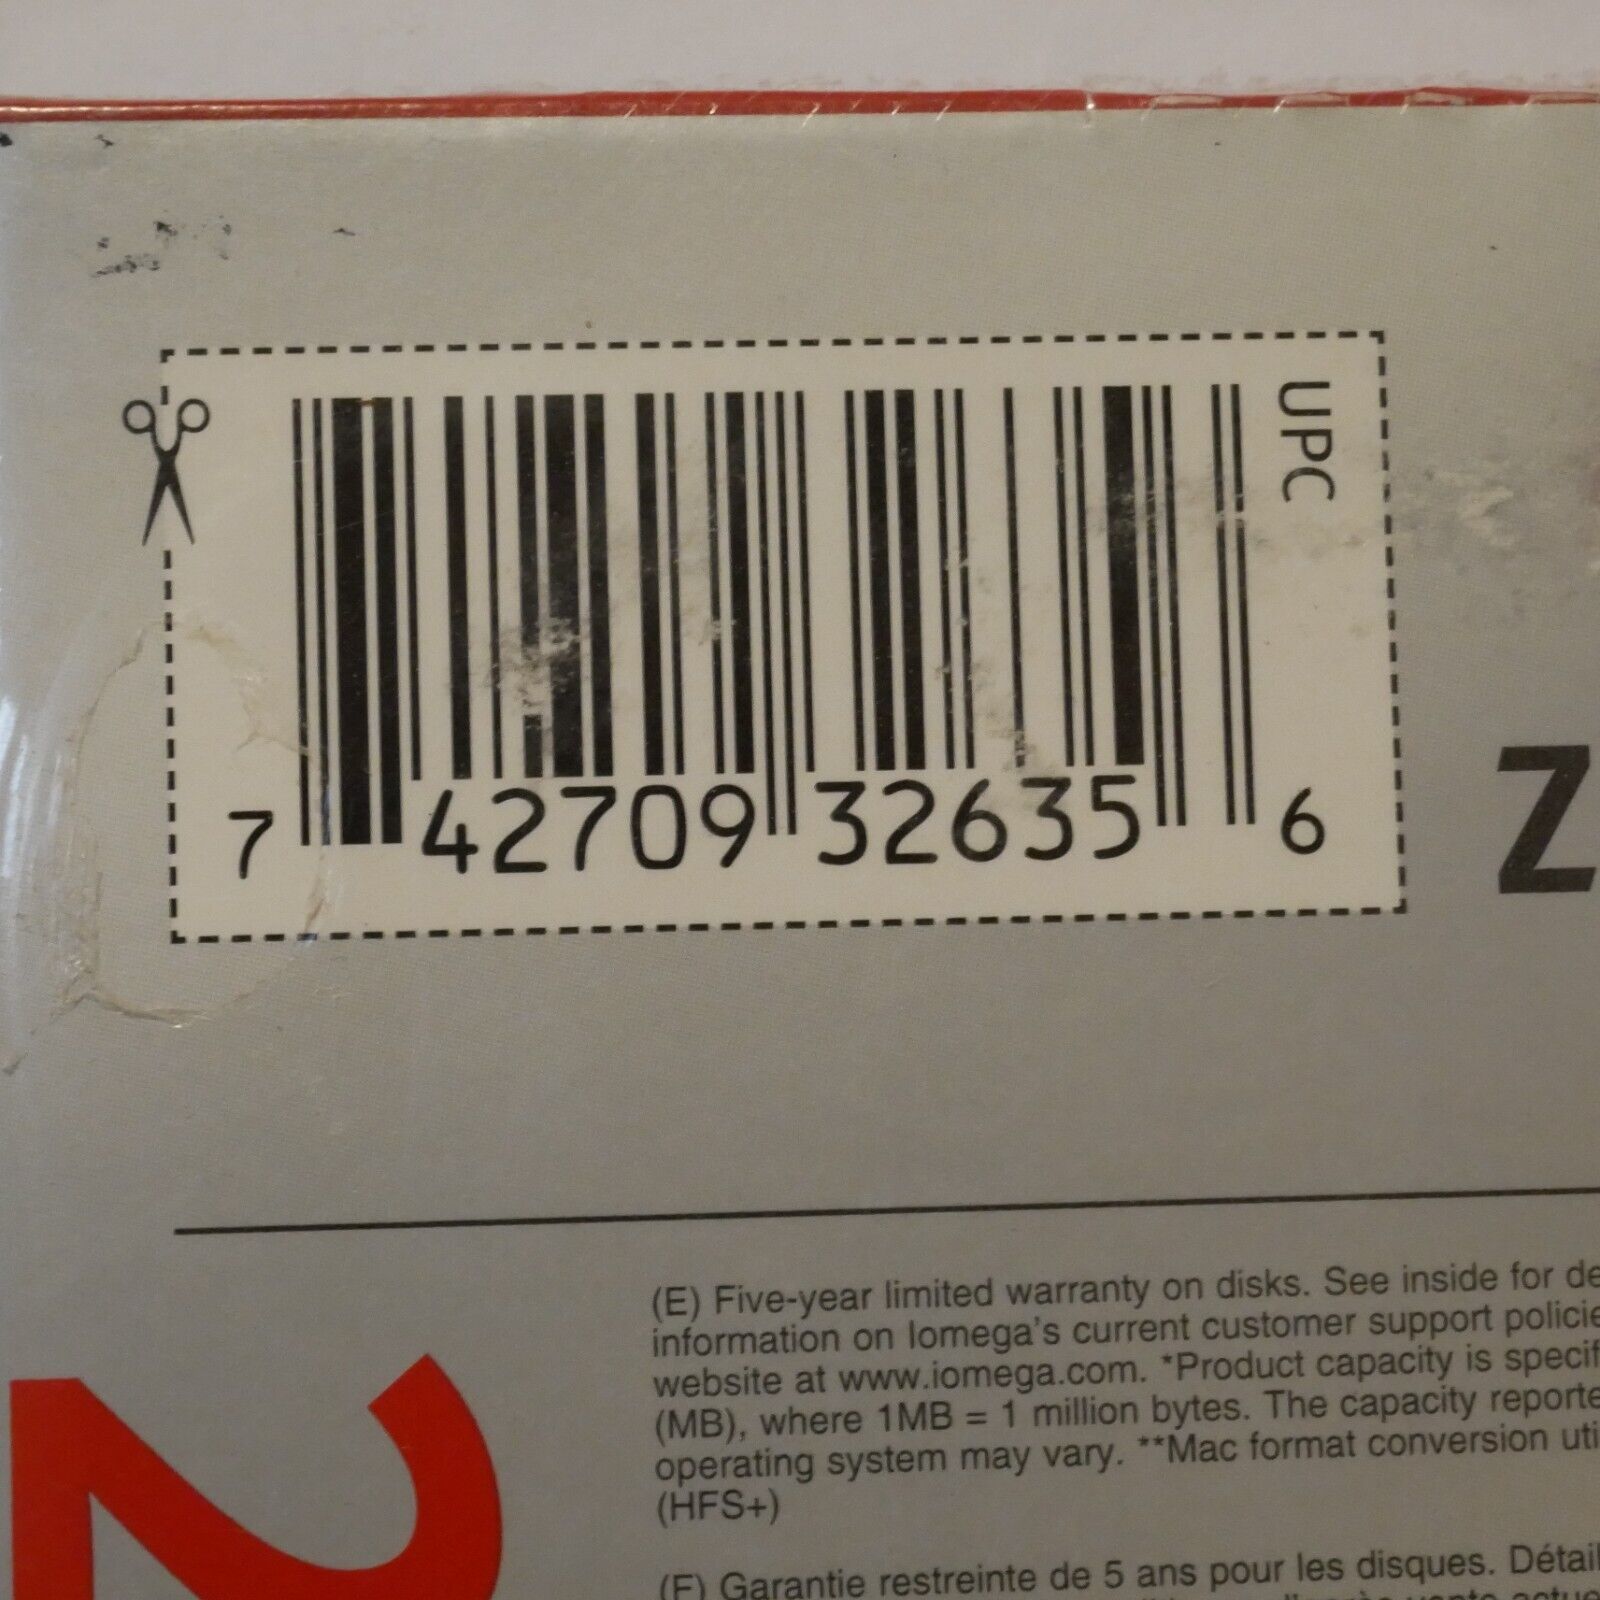 UPC
7 42709 32635 6
Z
(E) Five-year limited warranty on disks. See inside for de
information on Iomega's current customer support policie
website at www.iomega.com. *Product capacity is specif
(MB), where 1MB = 1 million bytes. The capacity reporte
operating system may vary. **Mac format conversion uti
(HFS+)
2
(F) Garantie restreinte de 5 ans pour les disques. Détail